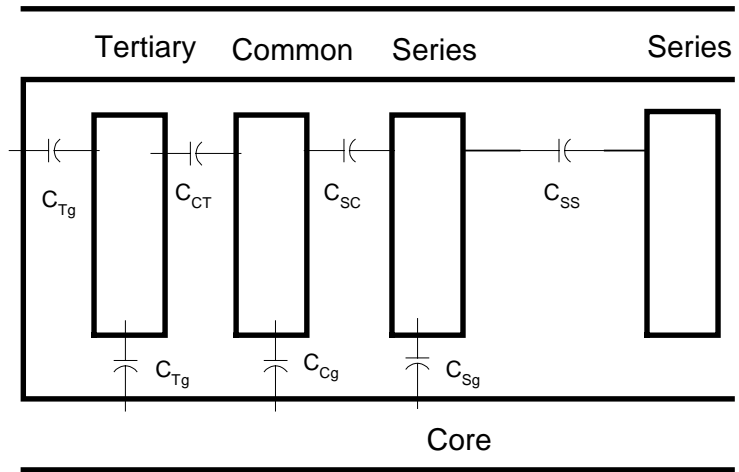 Tertiary Common Series Series
C_Tg C_CT C_SC C_SS
C_Tg C_Cg C_Sg
Core